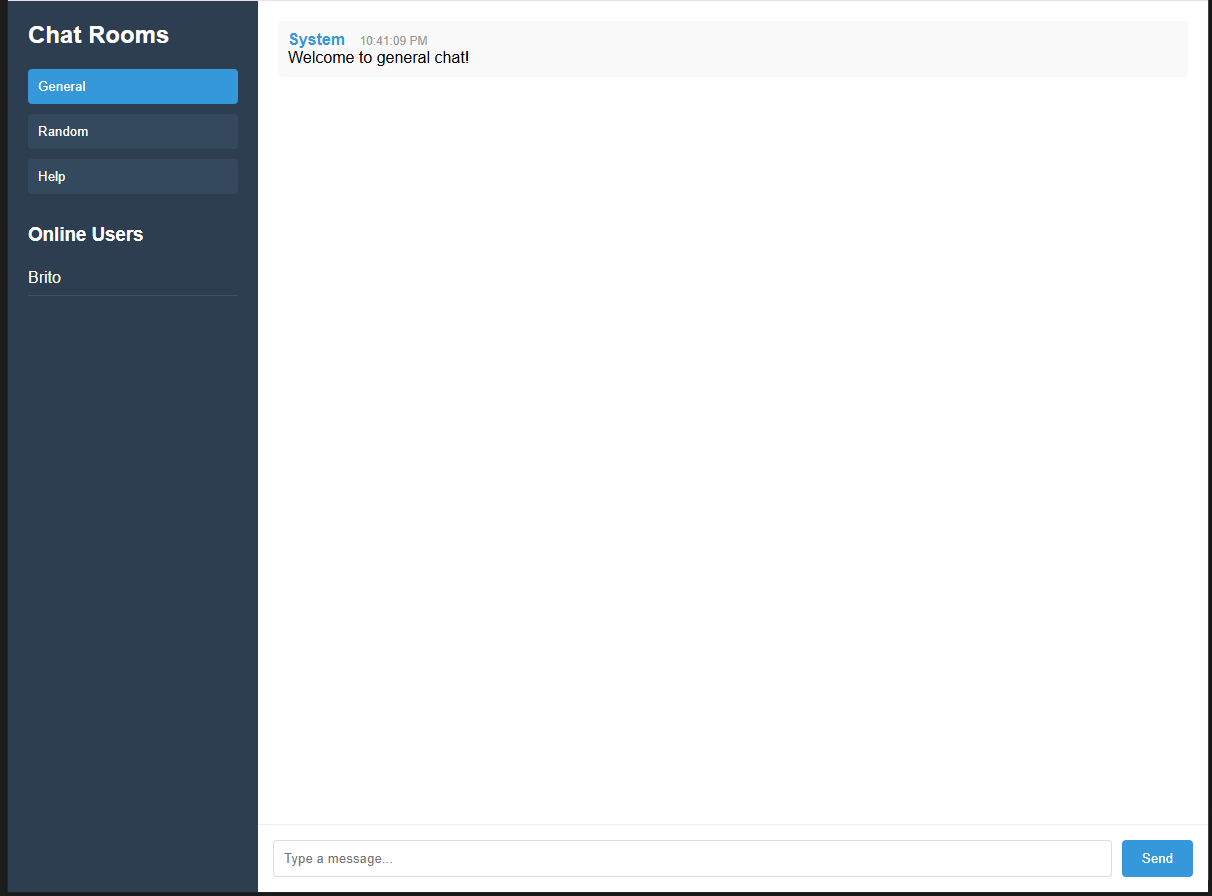 Chat Rooms
General
Random
Help
Online Users
Brito
System 10:41:09 PM
Welcome to general chat!
Type a message...
Send